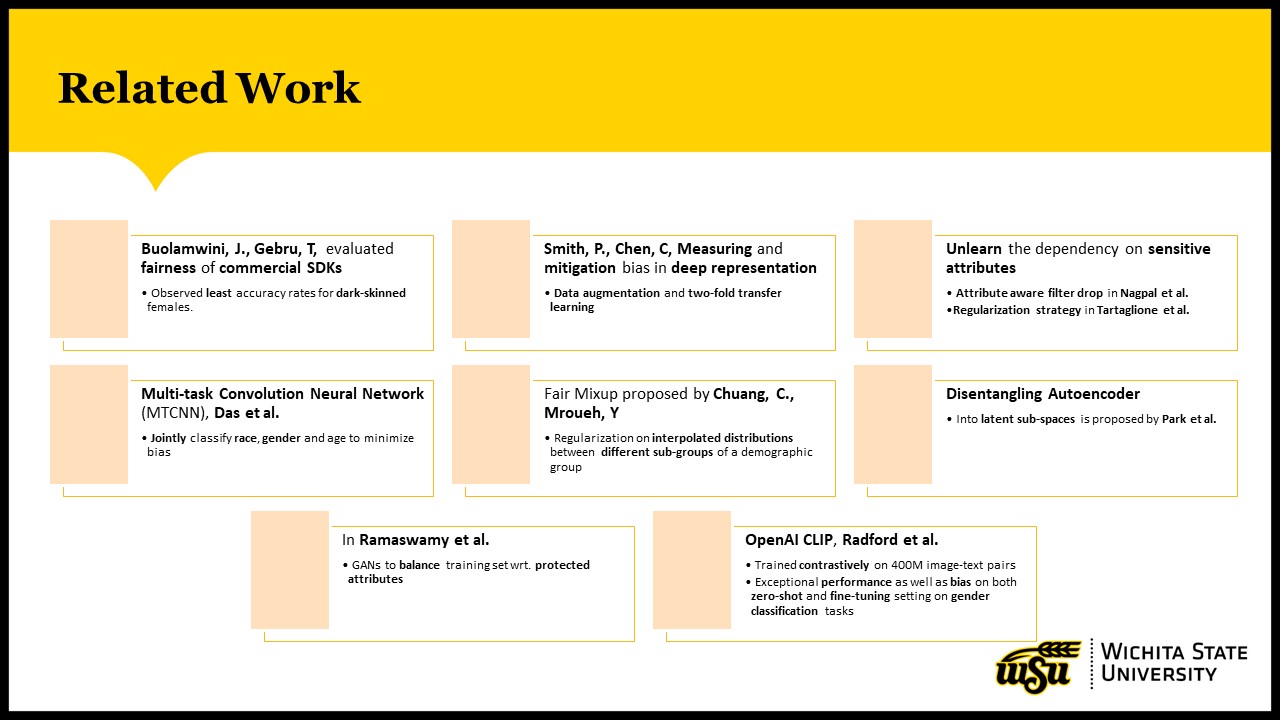 Related Work
Buolamwini, J., Gebru, T, evaluated
fairness of commercial SDKs
• Observed least accuracy rates for dark-skinned
females.
Smith, P., Chen, C, Measuring and
mitigation bias in deep representation
• Data augmentation and two-fold transfer
learning
Unlearn the dependency on sensitive
attributes
• Attribute aware filter drop in Nagpal et al.
•Regularization strategy in Tartaglione et al.
Multi-task Convolution Neural Network
(MTCNN), Das et al.
• Jointly classify race, gender and age to minimize
bias
Fair Mixup proposed by Chuang, C.,
Mroueh, Y
• Regularization on interpolated distributions
between different sub-groups of a demographic
group
Disentangling Autoencoder
• Into latent sub-spaces is proposed by Park et al.
In Ramaswamy et al.
• GANs to balance training set wrt. protected
attributes
OpenAI CLIP, Radford et al.
• Trained contrastively on 400M image-text pairs
• Exceptional performance as well as bias on both
zero-shot and fine-tuning setting on gender
classification tasks
WSU
WICHITA STATE
UNIVERSITY